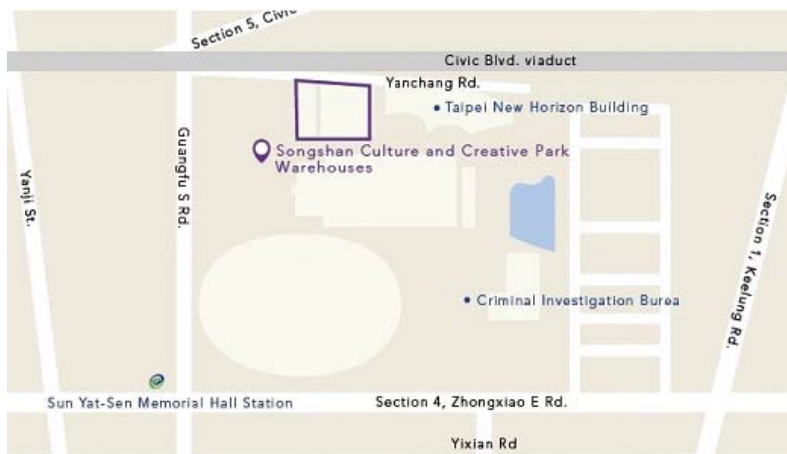 Section 5, Civic
Civic Blvd. viaduct
Yanchang Rd.
Taipei New Horizon Building
Guangfu S Rd.
Songshan Culture and Creative Park
Warehouses
Yanji St.
Section 1, Keelung Rd.
Criminal Investigation Burea
Sun Yat-Sen Memorial Hall Station
Section 4, Zhongxiao E Rd.
Yixian Rd